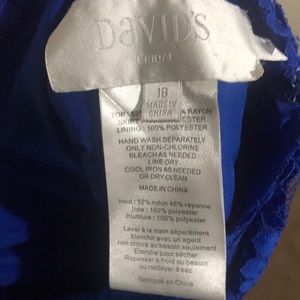 DAVID'S
18
MADE IN
CHINA
RAYON
LINING : 100% POLYESTER
HAND WASH SEPARATELY
ONLY NON-CHLORINE
BLEACH AS NEEDED
LINE DRY
COOL IRON AS NEEDED
OR DRY CLEAN
MADE IN CHINA
haut : 52% nylon 48% rayonne
jupe : 100% polyester
doublure : 100% polyester
Laver à la main séparément
blanchir avec un agent
non chloré au besoin seulement
Étendre pour sécher
Repasser à froid au besoin
ou nettoyer à sec
fabriqué en Chine